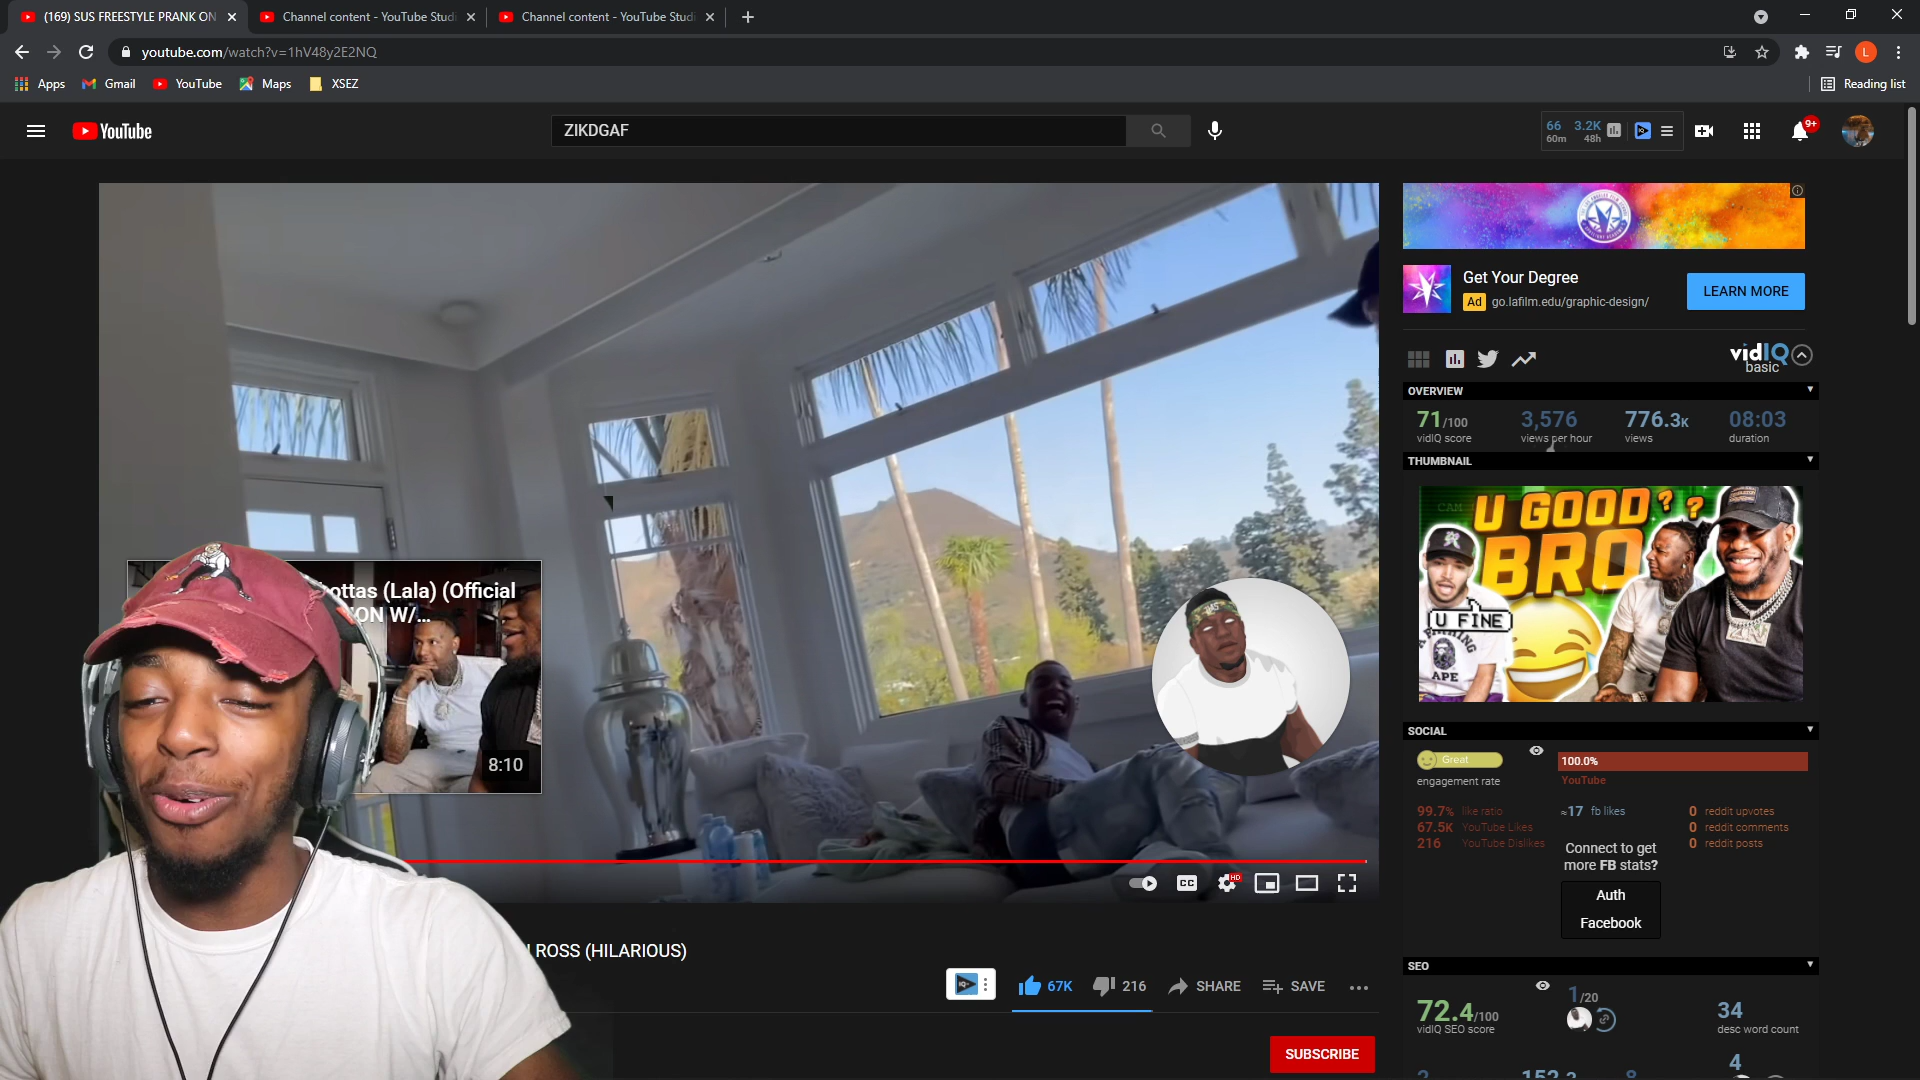 (169) SUS FREESTYLE PRANK ON
Channel content - YouTube Studi
Channel content - YouTube Studi
youtube.com/watch?v=1hV48y2E2NQ
L
Apps
Gmail
YouTube
Maps
XSEZ
Reading list
YouTube
ZIKDGAF
66
60m
3.2K
48h
9+
Get Your Degree
Ad go.lafilm.edu/graphic-design/
LEARN MORE
vidIQ
basic
OVERVIEW
71/100
vidIQ score
3,576
views per hour
776.3K
views
08:03
duration
THUMBNAIL
U GOOD??
BRO
U FINE
APE
SOCIAL
Great
engagement rate
100.0%
YouTube
99.7% like ratio
67.5K YouTube Likes
216 YouTube Dislikes
≈17 fb likes
0 reddit upvotes
0 reddit comments
0 reddit posts
Connect to get
more FB stats?
Auth
Facebook
SEO
72.4/100
vidIQ SEO score
1/20
34
desc word count
4
ottas (Lala) (Official
ON W/...
8:10
CC
HD
ROSS (HILARIOUS)
67K
216
SHARE
SAVE
SUBSCRIBE